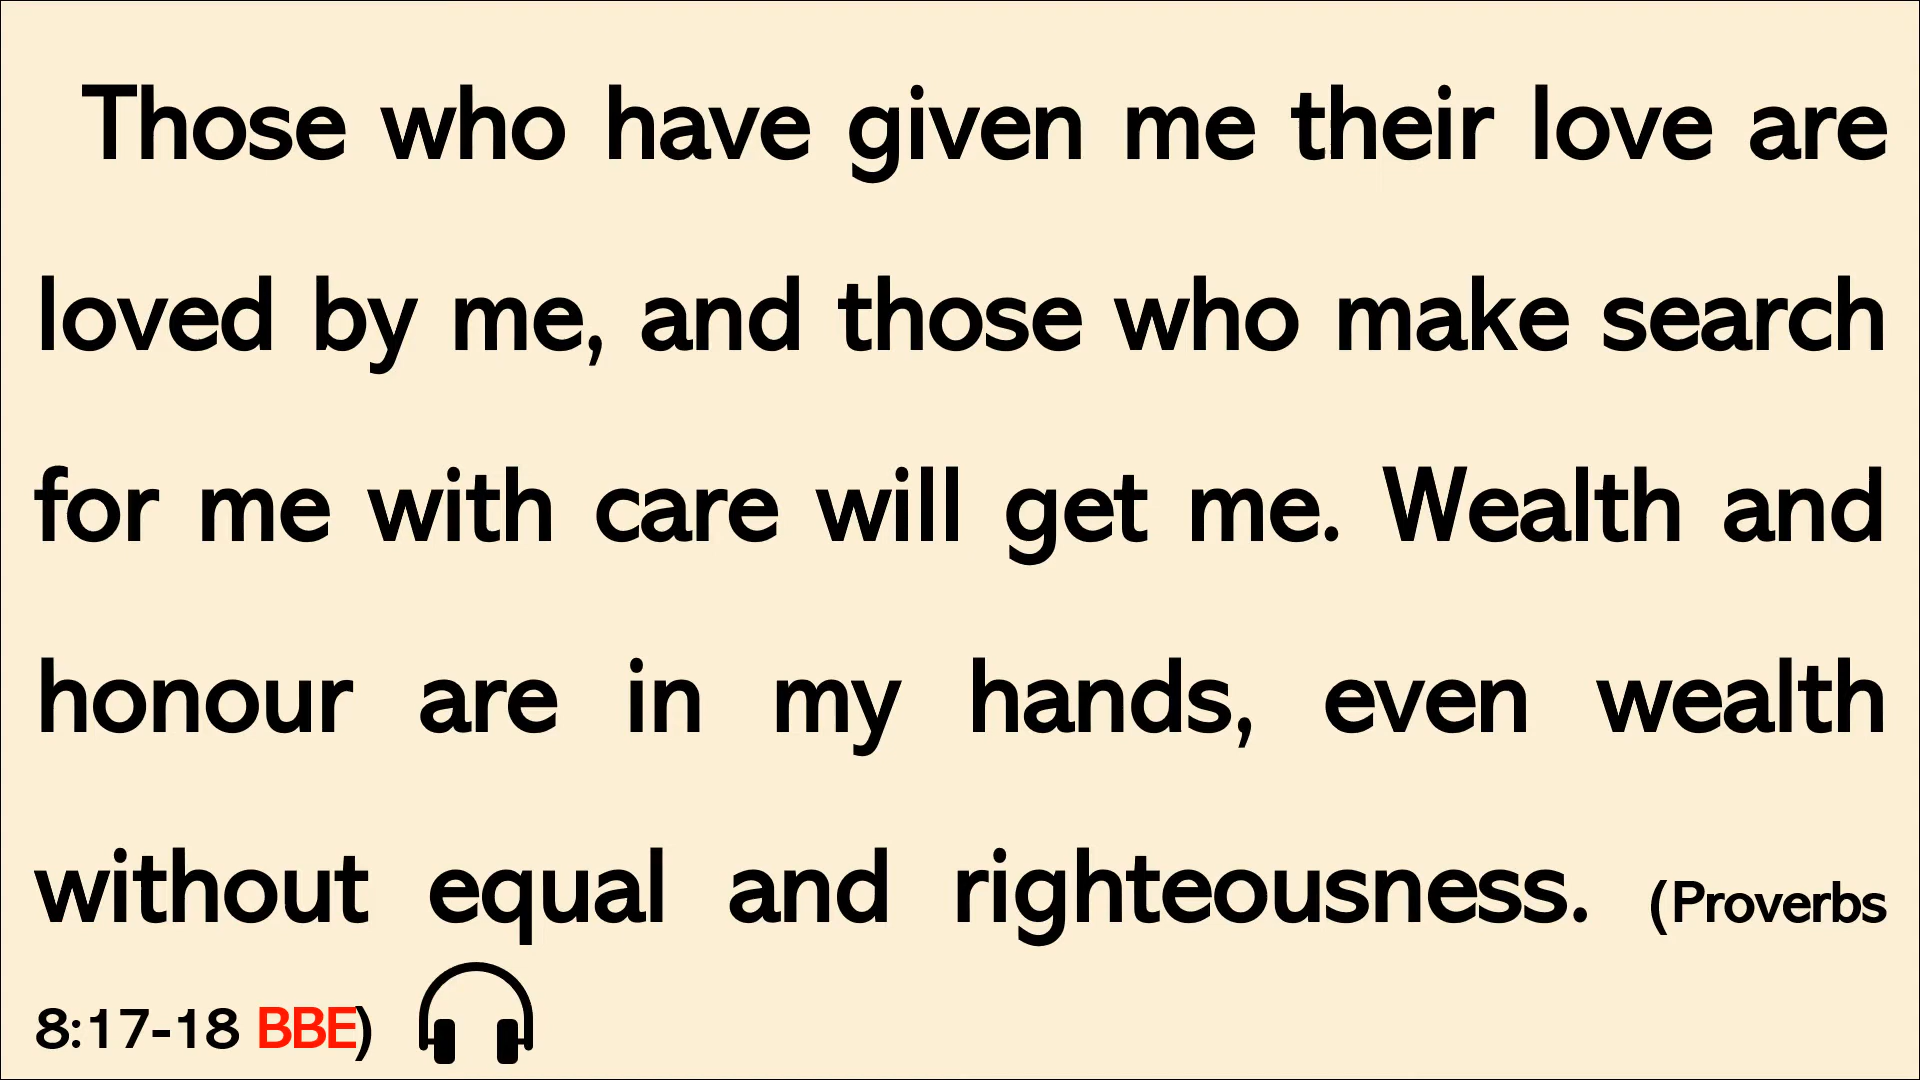 Those who have given me their love are
loved by me, and those who make search
for me with care will get me. Wealth and
honour are in my hands, even wealth
without equal and righteousness. (Proverbs
8:17-18 BBE)